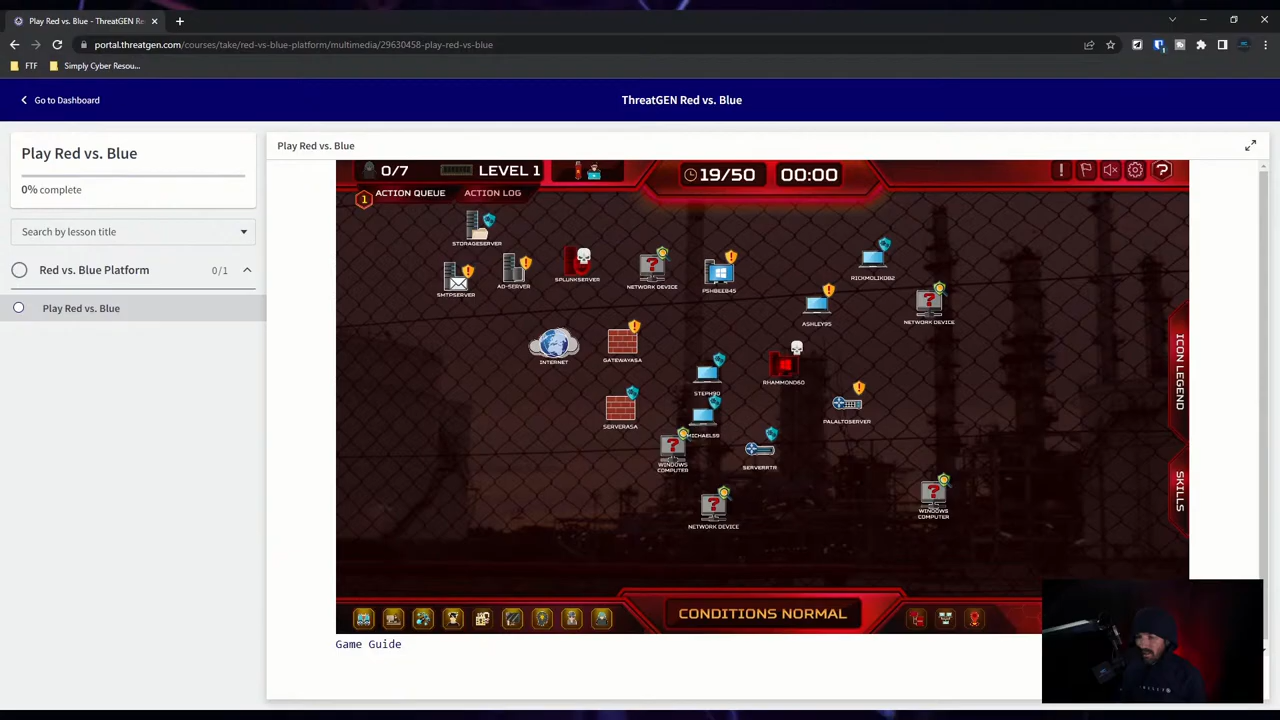 Play Red vs. Blue - ThreatGEN Re
portal.threatgen.com/courses/take/red-vs-blue-platform/multimedia/29630458-play-red-vs-blue
FTF
Simply Cyber Resou...
Go to Dashboard
ThreatGEN Red vs. Blue
Play Red vs. Blue
0% complete
Search by lesson title
Red vs. Blue Platform
0/1
Play Red vs. Blue
Play Red vs. Blue
0/7
LEVEL 1
19/50
00:00
1
ACTION QUEUE
ACTION LOG
STORAGESERVER
SMTPSERVER
AD-SERVER
SPLUNKSERVER
NETWORK DEVICE
PSHBEE845
RICKMOLIK082
ASHLEY95
NETWORK DEVICE
INTERNET
GATEWAYASA
STEPH90
RHAMMOND60
SERVERASA
MICHAEL59
PALALTOSERVER
WINDOWS
COMPUTER
SERVERRTR
NETWORK DEVICE
WINDOWS
COMPUTER
ICON LEGEND
SKILLS
CONDITIONS NORMAL
Game Guide